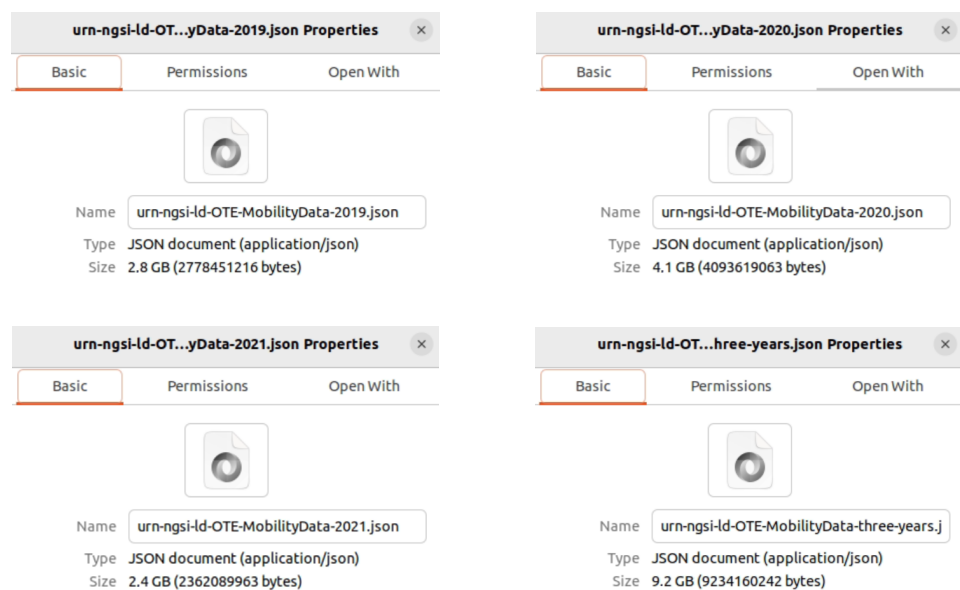 urn-ngsi-ld-OT...yData-2019.json Properties ×
Basic Permissions Open With
Name urn-ngsi-ld-OTE-MobilityData-2019.json
Type JSON document (application/json)
Size 2.8 GB (2778451216 bytes)
urn-ngsi-ld-OT...yData-2020.json Properties ×
Basic Permissions Open With
Name urn-ngsi-ld-OTE-MobilityData-2020.json
Type JSON document (application/json)
Size 4.1 GB (4093619063 bytes)
urn-ngsi-ld-OT...yData-2021.json Properties ×
Basic Permissions Open With
Name urn-ngsi-ld-OTE-MobilityData-2021.json
Type JSON document (application/json)
Size 2.4 GB (2362089963 bytes)
urn-ngsi-ld-OT...hree-years.json Properties ×
Basic Permissions Open With
Name urn-ngsi-ld-OTE-MobilityData-three-years.j
Type JSON document (application/json)
Size 9.2 GB (9234160242 bytes)